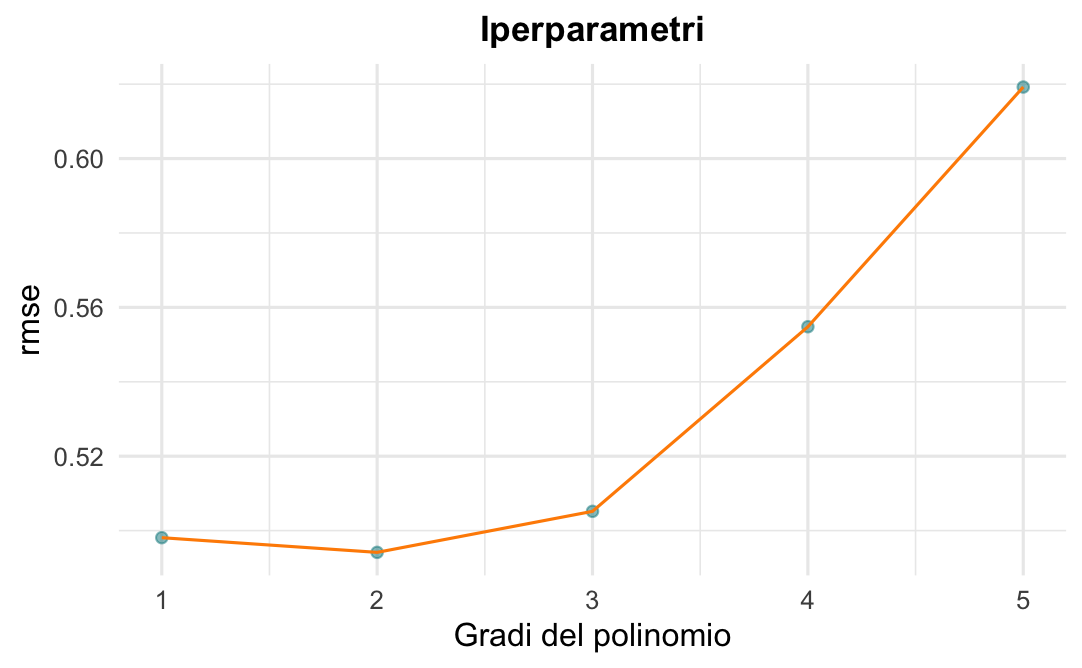 Iperparametri
rmse
0.60
0.56
0.52
1 2 3 4 5
Gradi del polinomio